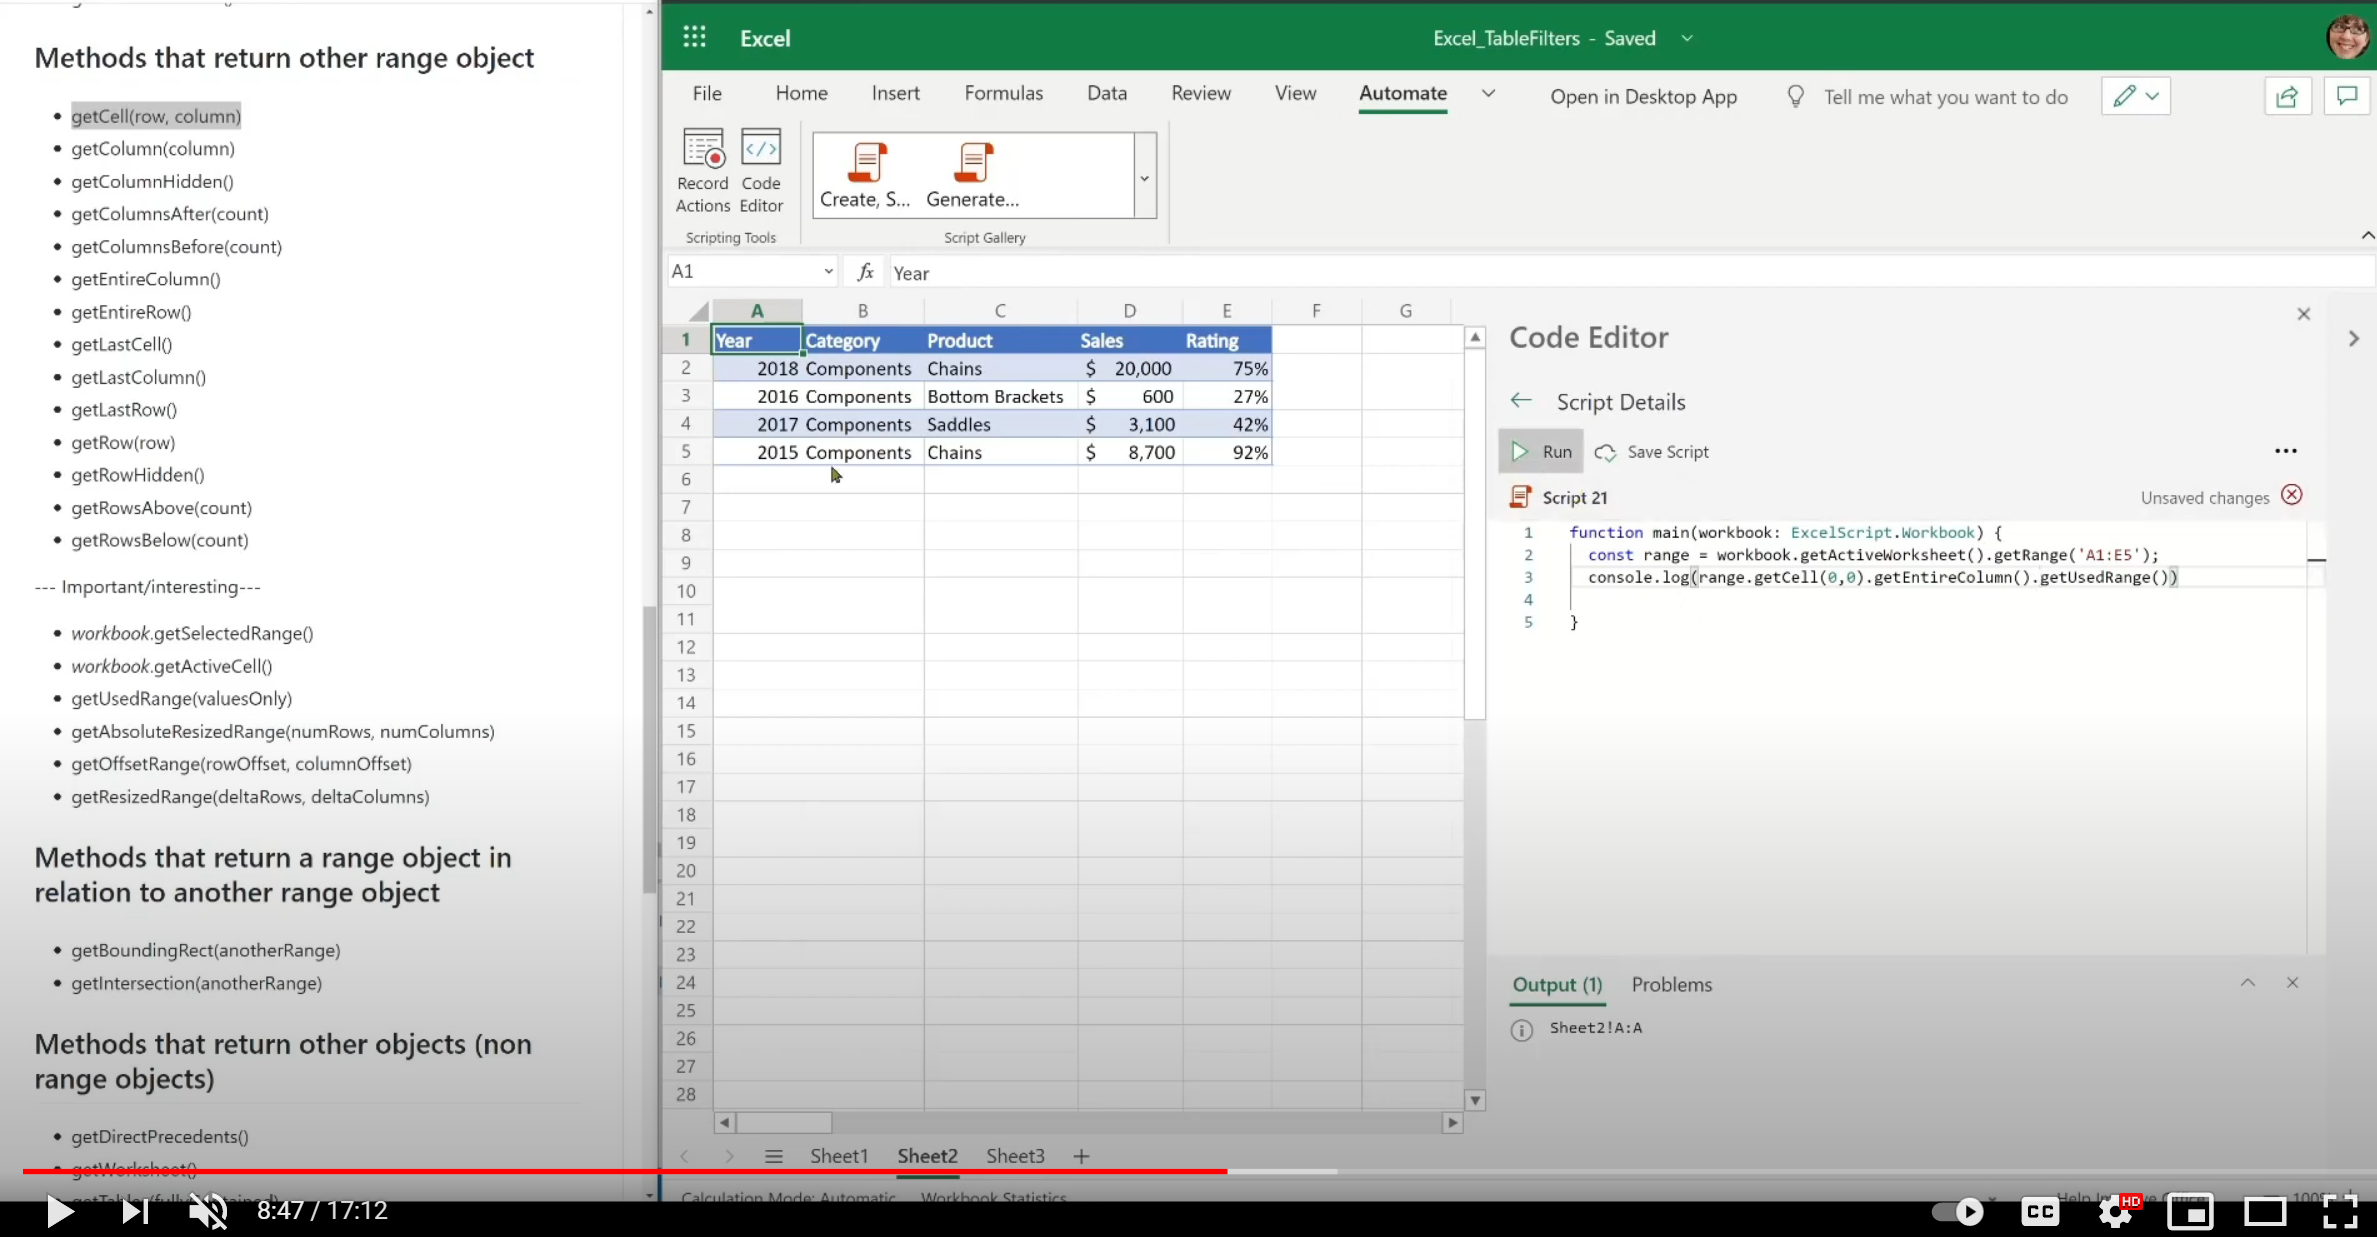 Methods that return other range object
getCell(row, column)
getColumn(column)
getColumnHidden()
getColumnsAfter(count)
getColumnsBefore(count)
getEntireColumn()
getEntireRow()
getLastCell()
getLastColumn()
getLastRow()
getRow(row)
getRowHidden()
getRowsAbove(count)
getRowsBelow(count)
--- Important/interesting---
workbook.getSelectedRange()
workbook.getActiveCell()
getUsedRange(valuesOnly)
getAbsoluteResizedRange(numRows, numColumns)
getOffsetRange(rowOffset, columnOffset)
getResizedRange(deltaRows, deltaColumns)
Methods that return a range object in
relation to another range object
getBoundingRect(anotherRange)
getIntersection(anotherRange)
Methods that return other objects (non
range objects)
getDirectPrecedents()
getWorksheet()
Excel
Excel_TableFilters - Saved
File Home Insert Formulas Data Review View Automate Open in Desktop App Tell me what you want to do
Record Actions
Code Editor
Create, S... Generate...
Scripting Tools Script Gallery
A1 fx Year
A B C D E F G
1 Year Category Product Sales Rating
2 2018 Components Chains $ 20,000 75%
3 2016 Components Bottom Brackets $ 600 27%
4 2017 Components Saddles $ 3,100 42%
5 2015 Components Chains $ 8,700 92%
6
7
8
9
10
11
12
13
14
15
16
17
18
19
20
21
22
23
24
25
26
27
28
Sheet1 Sheet2 Sheet3
Calculation Mode: Automatic Workbook Statistics
Code Editor
Script Details
Run Save Script
Script 21 Unsaved changes
1 function main(workbook: ExcelScript.Workbook) {
2 const range = workbook.getActiveWorksheet().getRange('A1:E5');
3 console.log(range.getCell(0,0).getEntireColumn().getUsedRange())
4
5 }
Output (1) Problems
Sheet2!A:A
8:47 / 17:12
CC HD